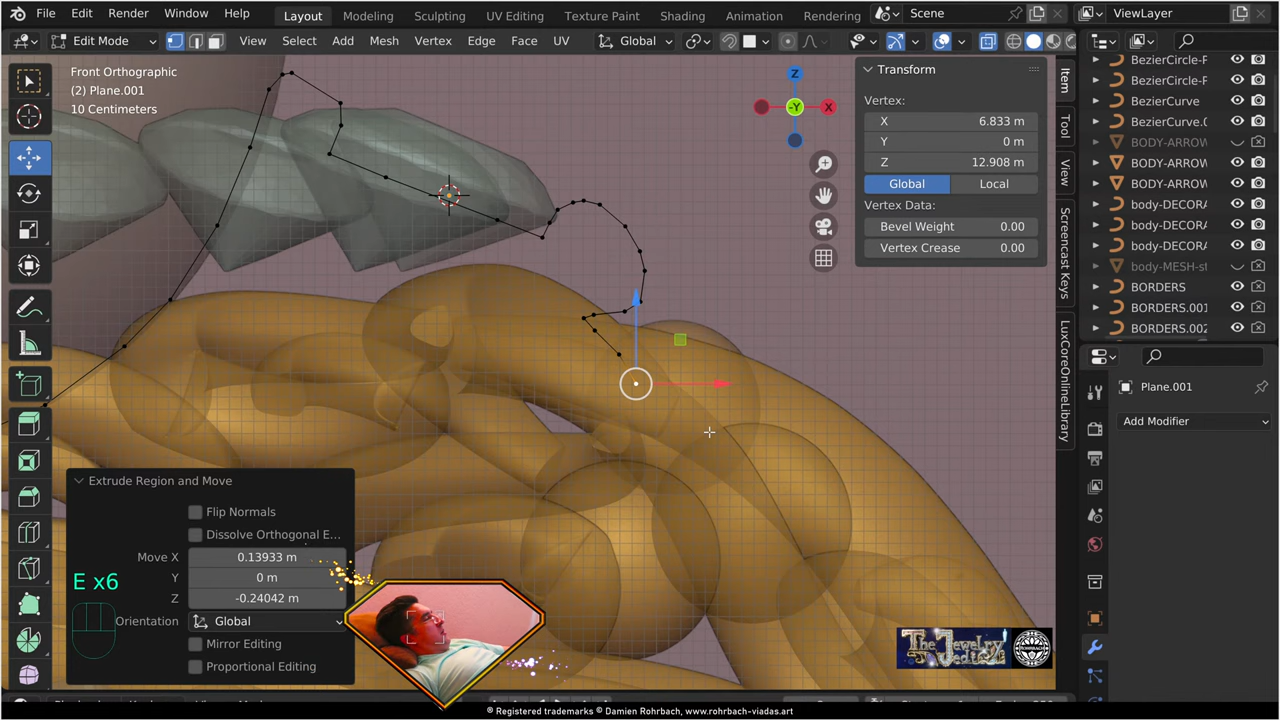 File Edit Render Window Help Layout Modeling Sculpting UV Editing Texture Paint Shading Animation Rendering Scene ViewLayer
Edit Mode View Select Add Mesh Vertex Edge Face UV Global
Front Orthographic
(2) Plane.001
10 Centimeters
Z
-Y
X
Transform
Vertex:
X 6.833 m
Y 0 m
Z 12.908 m
Global Local
Vertex Data:
Bevel Weight 0.00
Vertex Crease 0.00
Item
Tool
View
Screencast Keys
LuxCoreOnlineLibrary
BezierCircle-F
BezierCircle-F
BezierCurve
BezierCurve.0
BODY-ARROW
BODY-ARROW
BODY-ARROW
body-DECORA
body-DECORA
body-DECORA
body-MESH-st
BORDERS
BORDERS.001
BORDERS.002
Plane.001
Add Modifier
Extrude Region and Move
Flip Normals
Dissolve Orthogonal E...
Move X 0.13933 m
Y 0 m
Z -0.24042 m
Orientation Global
Mirror Editing
Proportional Editing
E x6
The Jewelry
ROHRBACH
® Registered trademarks © Damien Rohrbach, www.rohrbach-viadas.art